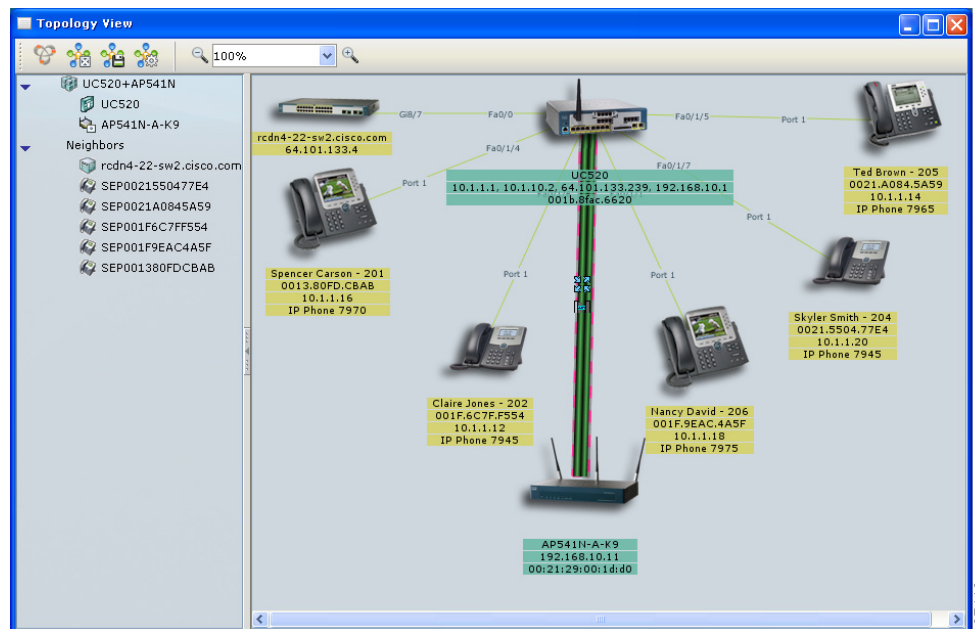 Topology View
100%
UC520+AP541N
UC520
AP541N-A-K9
Neighbors
rcdn4-22-sw2.cisco.com
SEP0021550477E4
SEP0021A0845A59
SEP001F6C7FF554
SEP001F9EAC4A5F
SEP001380FDCBAB
rcdn4-22-sw2.cisco.com
64.101.133.4
Gi8/7
Fa0/0
Fa0/1/5
Port 1
Ted Brown - 205
0021.A084.5A59
10.1.1.14
IP Phone 7965
Fa0/1/4
Port 1
Fa0/1/7
Port 1
UC520
10.1.1.1, 10.1.10.2, 64.101.133.239, 192.168.10.1
001b.8fac.6620
Spencer Carson - 201
0013.80FD.CBAB
10.1.1.16
IP Phone 7970
Port 1
Port 1
Skyler Smith - 204
0021.5504.77E4
10.1.1.20
IP Phone 7945
Claire Jones - 202
001F.6C7F.F554
10.1.1.12
IP Phone 7945
Nancy David - 206
001F.9EAC.4A5F
10.1.1.18
IP Phone 7975
AP541N-A-K9
192.168.10.11
00:21:29:00:1d:d0